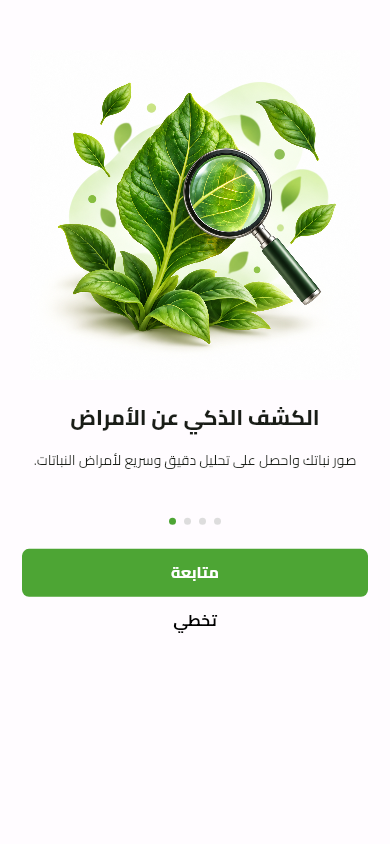 الكشف الذكي عن الأمراض
صور نباتك واحصل على تحليل دقيق وسريع لأمراض النباتات.
متابعة
تخطي